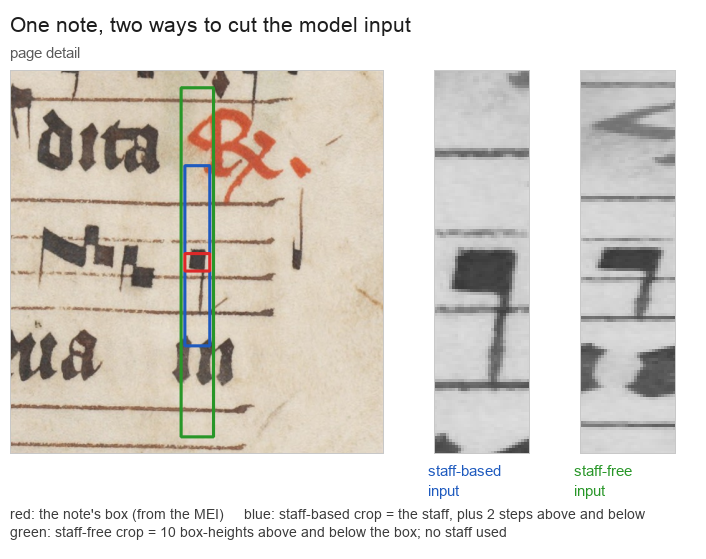 One note, two ways to cut the model input
page detail
dita ℟.
in
staff-based
input
staff-free
input
red: the note's box (from the MEI) blue: staff-based crop = the staff, plus 2 steps above and below
green: staff-free crop = 10 box-heights above and below the box; no staff used